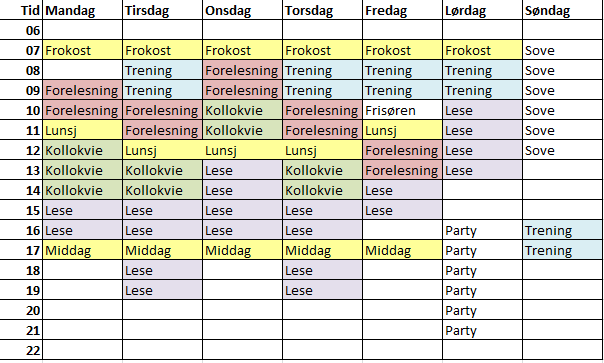 Tid Mandag Tirsdag Onsdag Torsdag Fredag Lørdag Søndag
06
07 Frokost Frokost Frokost Frokost Frokost Frokost Sove
08 Trening Forelesning Trening Trening Trening Sove
09 Forelesning Trening Forelesning Trening Trening Trening Sove
10 Forelesning Forelesning Kollokvie Forelesning Frisøren Lese Sove
11 Lunsj Forelesning Kollokvie Forelesning Lunsj Lese Sove
12 Kollokvie Lunsj Lunsj Lunsj Forelesning Lese Sove
13 Kollokvie Kollokvie Lese Kollokvie Forelesning Lese
14 Kollokvie Kollokvie Lese Kollokvie Lese
15 Lese Lese Lese Lese Lese
16 Lese Lese Lese Lese Party Trening
17 Middag Middag Middag Middag Middag Party Trening
18 Lese Lese Party
19 Lese Lese Party
20 Party
21 Party
22